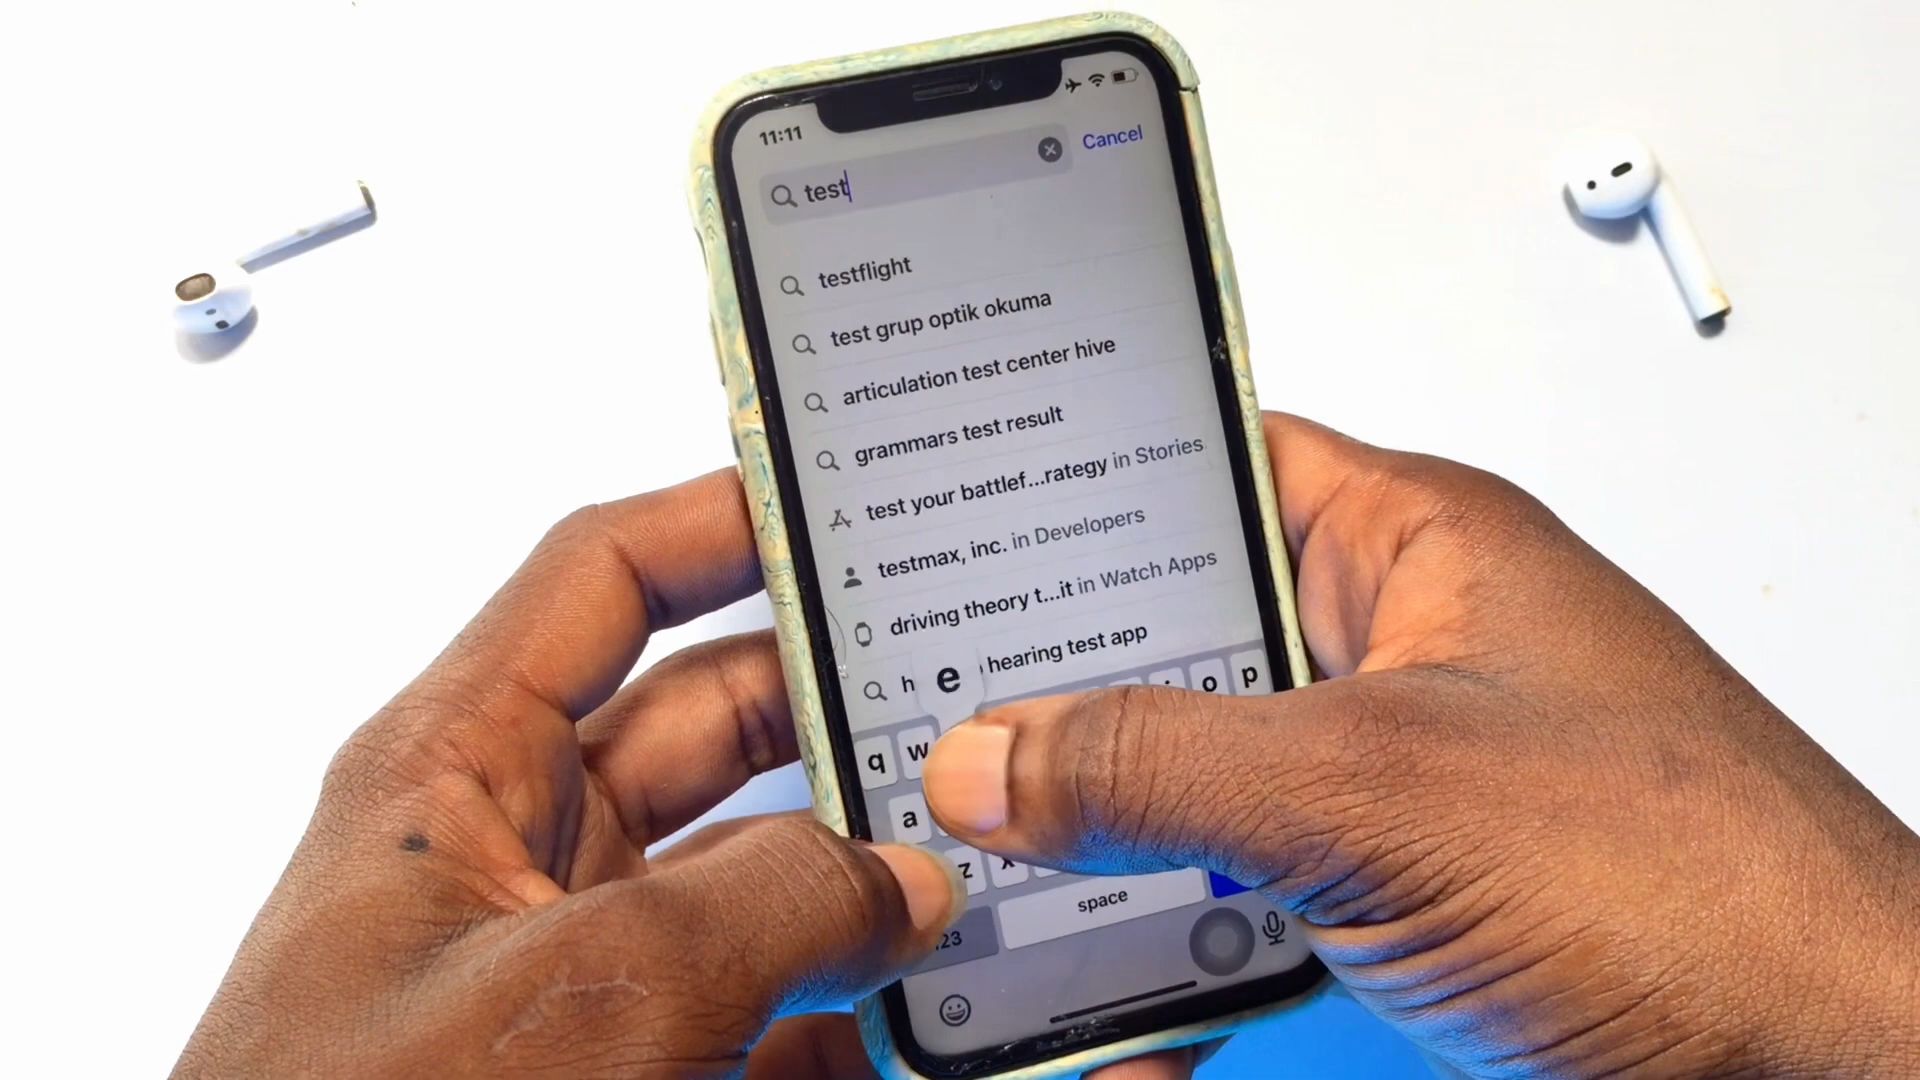 11:11
test
Cancel
testflight
test grup optik okuma
articulation test center hive
grammars test result
test your battlef...rategy in Stories
testmax, inc. in Developers
driving theory t...it in Watch Apps
hearing test app
e
q w o p
a
z x
space